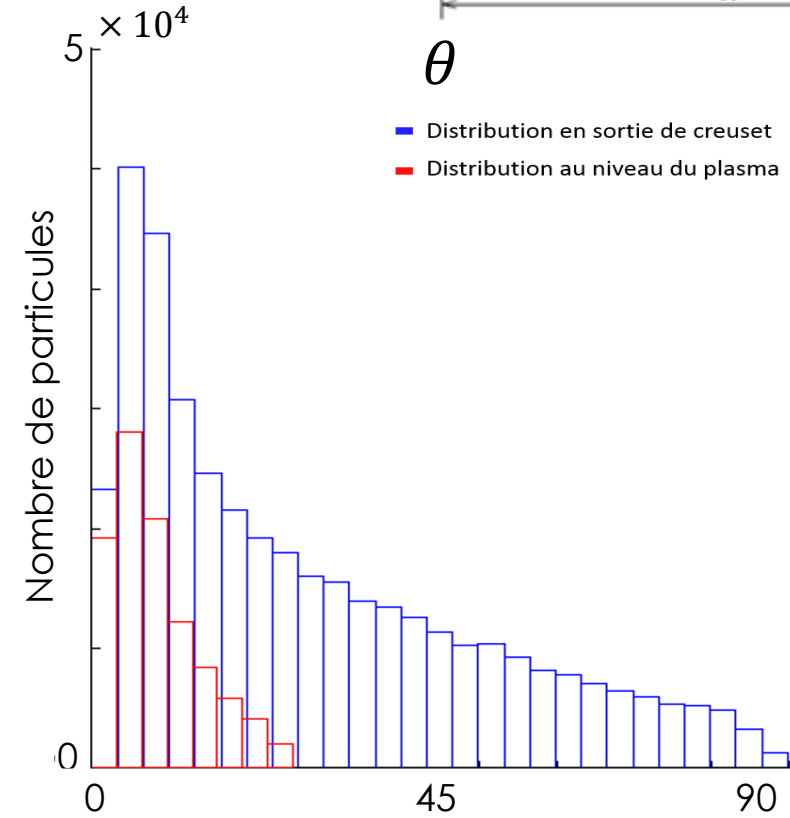 × 10⁴
5
θ
Distribution en sortie de creuset
Distribution au niveau du plasma
Nombre de particules
0
0 45 90